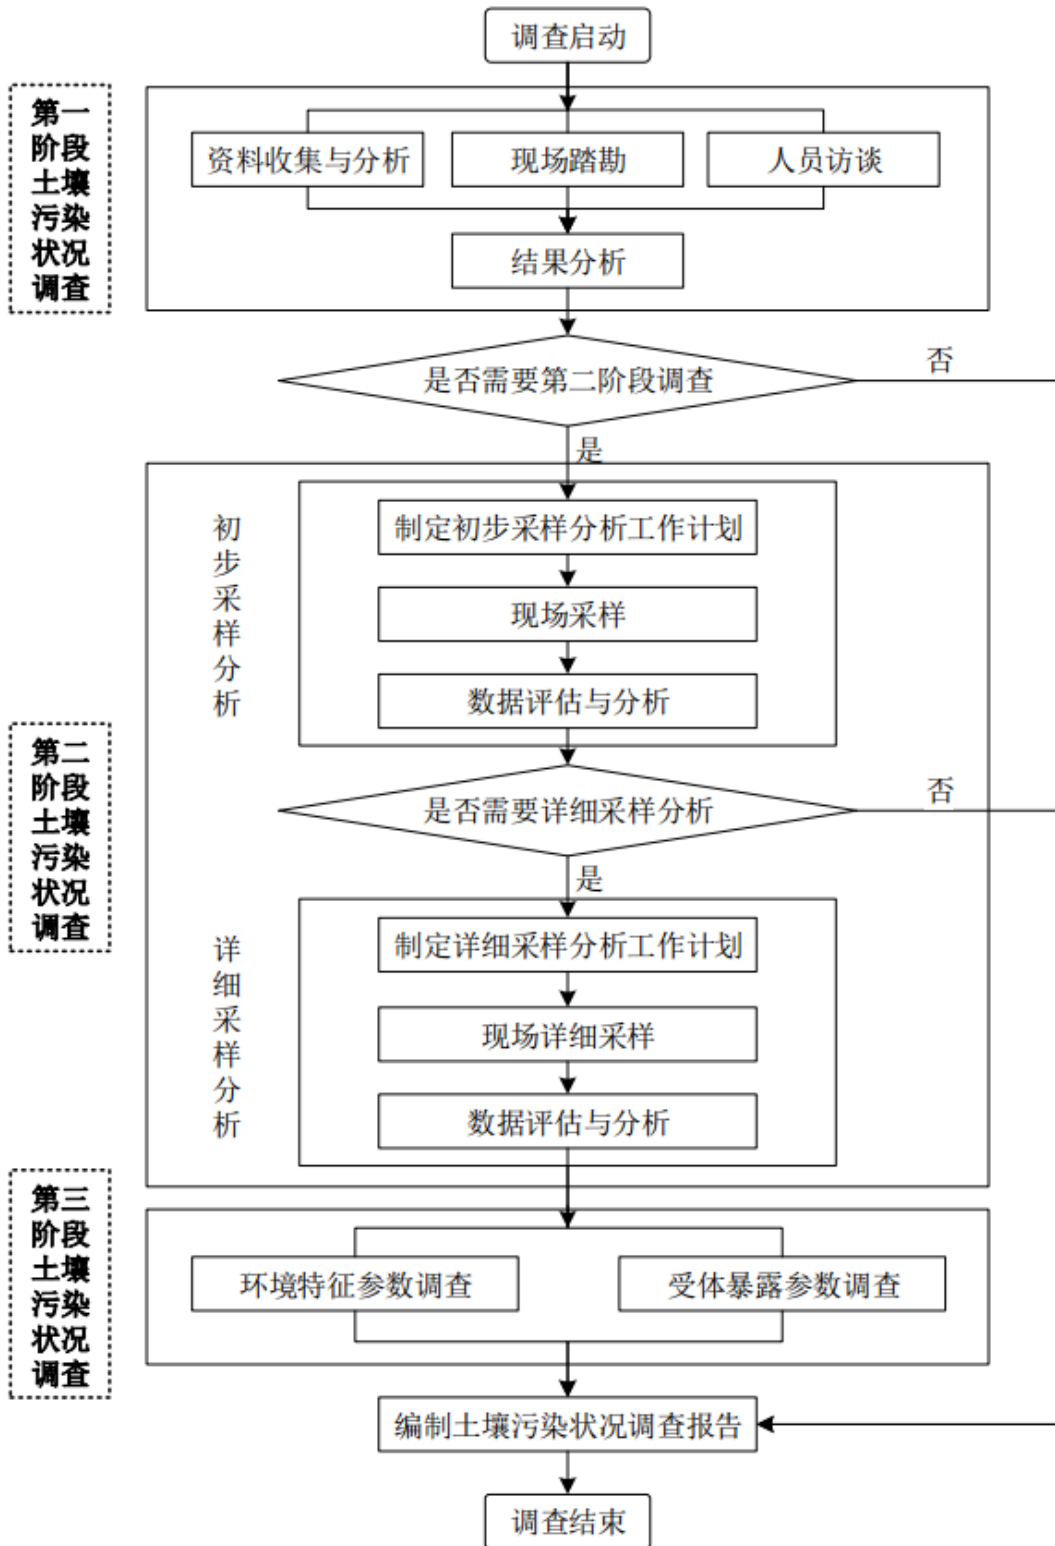 调查启动
第一
阶段
土壤
污染
状况
调查
资料收集与分析
现场踏勘
人员访谈
结果分析
是否需要第二阶段调查
否
是
第二
阶段
土壤
污染
状况
调查
初
步
采
样
分
析
制定初步采样分析工作计划
现场采样
数据评估与分析
是否需要详细采样分析
否
是
详
细
采
样
分
析
制定详细采样分析工作计划
现场详细采样
数据评估与分析
第三
阶段
土壤
污染
状况
调查
环境特征参数调查
受体暴露参数调查
编制土壤污染状况调查报告
调查结束